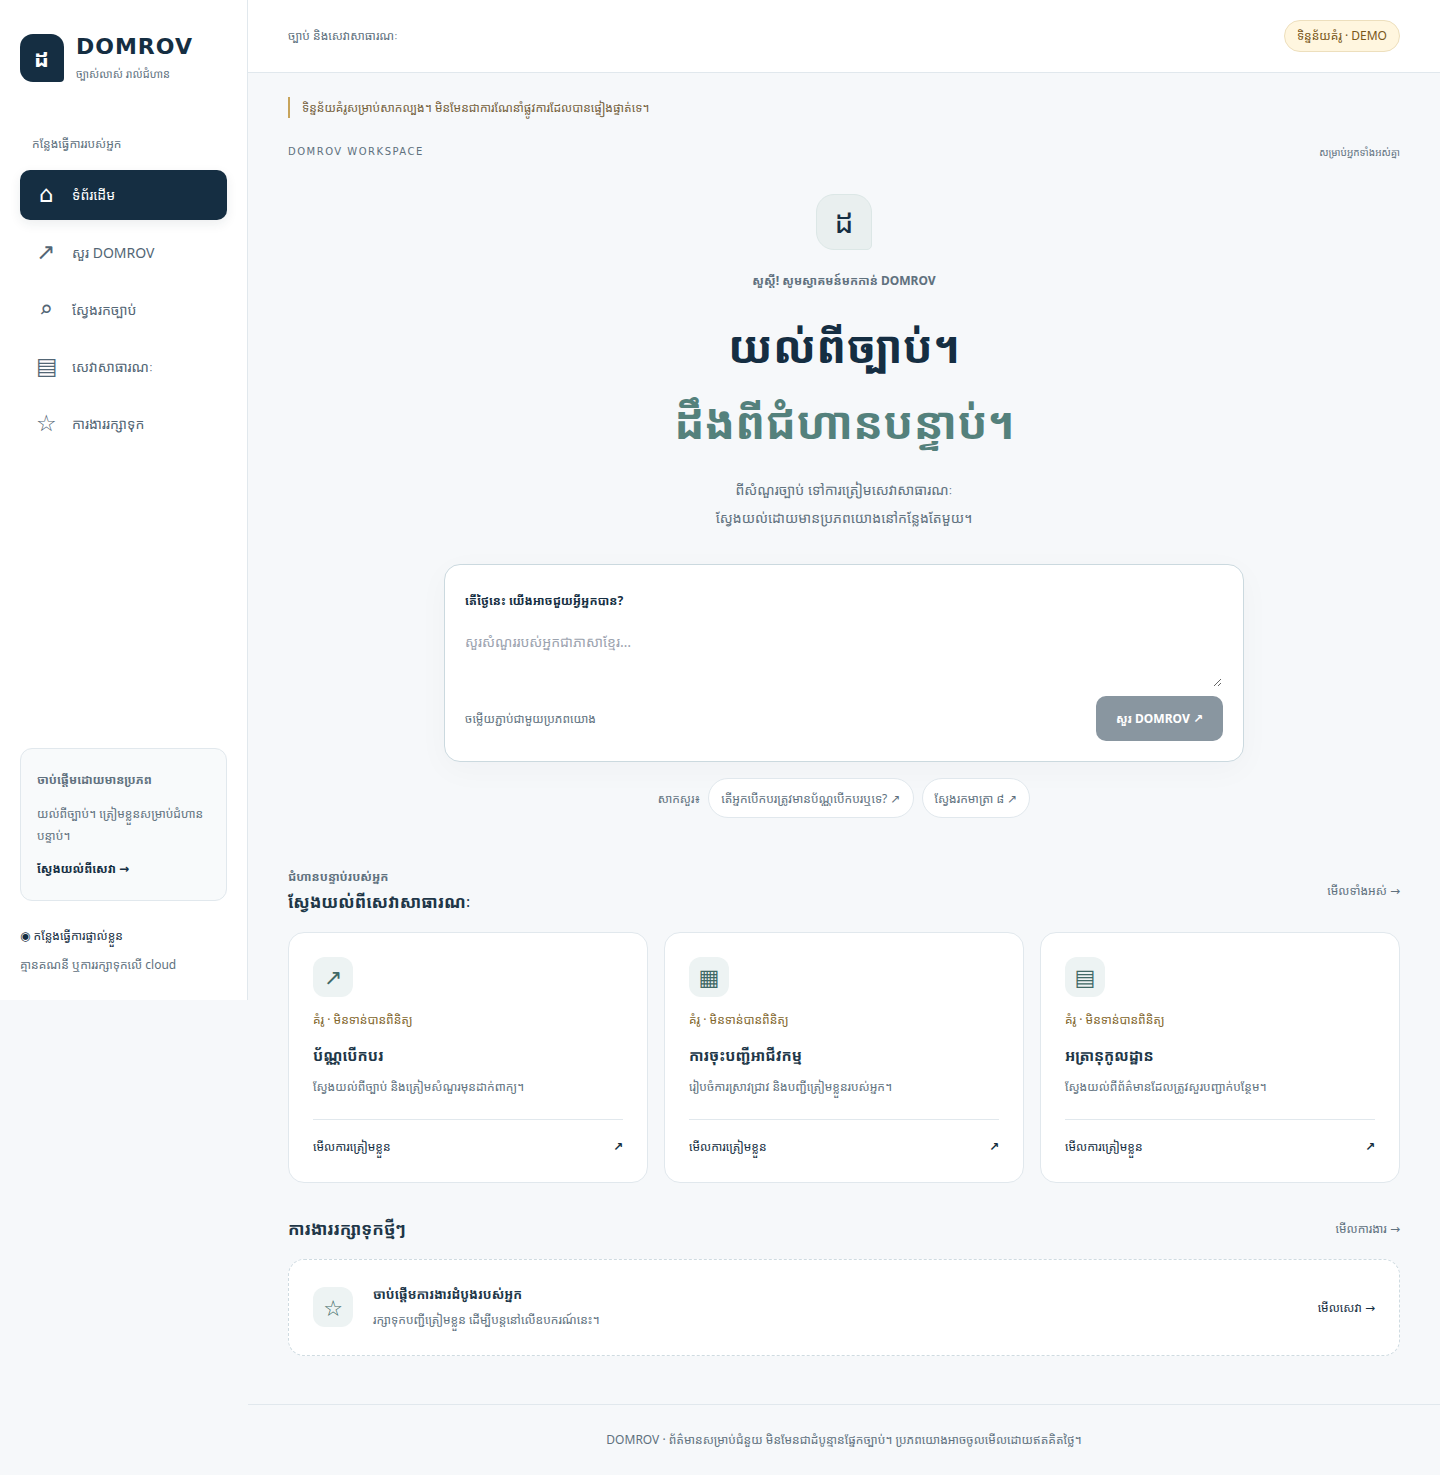 ដ
DOMROV
ច្បាស់លាស់ រាល់ជំហាន
កន្លែងធ្វើការរបស់អ្នក
ទំព័រដើម
សួរ DOMROV
ស្វែងរកច្បាប់
សេវាសាធារណៈ
ការងាររក្សាទុក
ចាប់ផ្តើមដោយមានប្រភព
យល់ពីច្បាប់។ ត្រៀមខ្លួនសម្រាប់ជំហាន
បន្ទាប់។
ស្វែងយល់ពីសេវា →
◉ កន្លែងធ្វើការផ្ទាល់ខ្លួន
គ្មានគណនី ឬការរក្សាទុកលើ cloud
ច្បាប់ និងសេវាសាធារណៈ
ទិន្នន័យគំរូ · DEMO
ទិន្នន័យគំរូសម្រាប់សាកល្បង។ មិនមែនជាការណែនាំផ្លូវការដែលបានផ្ទៀងផ្ទាត់ទេ។
DOMROV WORKSPACE
សម្រាប់អ្នកទាំងអស់គ្នា
ដ
សួស្តី! សូមស្វាគមន៍មកកាន់ DOMROV
យល់ពីច្បាប់។
ដឹងពីជំហានបន្ទាប់។
ពីសំណួរច្បាប់ ទៅការត្រៀមសេវាសាធារណៈ
ស្វែងយល់ដោយមានប្រភពយោងនៅកន្លែងតែមួយ។
តើថ្ងៃនេះ យើងអាចជួយអ្វីអ្នកបាន?
សួរសំណួររបស់អ្នកជាភាសាខ្មែរ...
ចម្លើយភ្ជាប់ជាមួយប្រភពយោង
សួរ DOMROV ↗
សាកសួរ៖
តើអ្នកបើកបរត្រូវមានប័ណ្ណបើកបរឬទេ? ↗
ស្វែងរកមាត្រា ៨ ↗
ជំហានបន្ទាប់របស់អ្នក
ស្វែងយល់ពីសេវាសាធារណៈ
មើលទាំងអស់ →
គំរូ · មិនទាន់បានពិនិត្យ
ប័ណ្ណបើកបរ
ស្វែងយល់ពីច្បាប់ និងត្រៀមសំណួរមុនដាក់ពាក្យ។
មើលការត្រៀមខ្លួន ↗
គំរូ · មិនទាន់បានពិនិត្យ
ការចុះបញ្ជីអាជីវកម្ម
រៀបចំការស្រាវជ្រាវ និងបញ្ជីត្រៀមខ្លួនរបស់អ្នក។
មើលការត្រៀមខ្លួន ↗
គំរូ · មិនទាន់បានពិនិត្យ
អត្រានុកូលដ្ឋាន
ស្វែងយល់ពីព័ត៌មានដែលត្រូវសួរបញ្ជាក់បន្ថែម។
មើលការត្រៀមខ្លួន ↗
ការងាររក្សាទុកថ្មីៗ
មើលការងារ →
ចាប់ផ្តើមការងារដំបូងរបស់អ្នក
រក្សាទុកបញ្ជីត្រៀមខ្លួន ដើម្បីបន្តនៅលើឧបករណ៍នេះ។
មើលសេវា →
DOMROV · ព័ត៌មានសម្រាប់ជំនួយ មិនមែនជាដំបូន្មានផ្នែកច្បាប់។ ប្រភពយោងអាចចូលមើលដោយឥតគិតថ្លៃ។